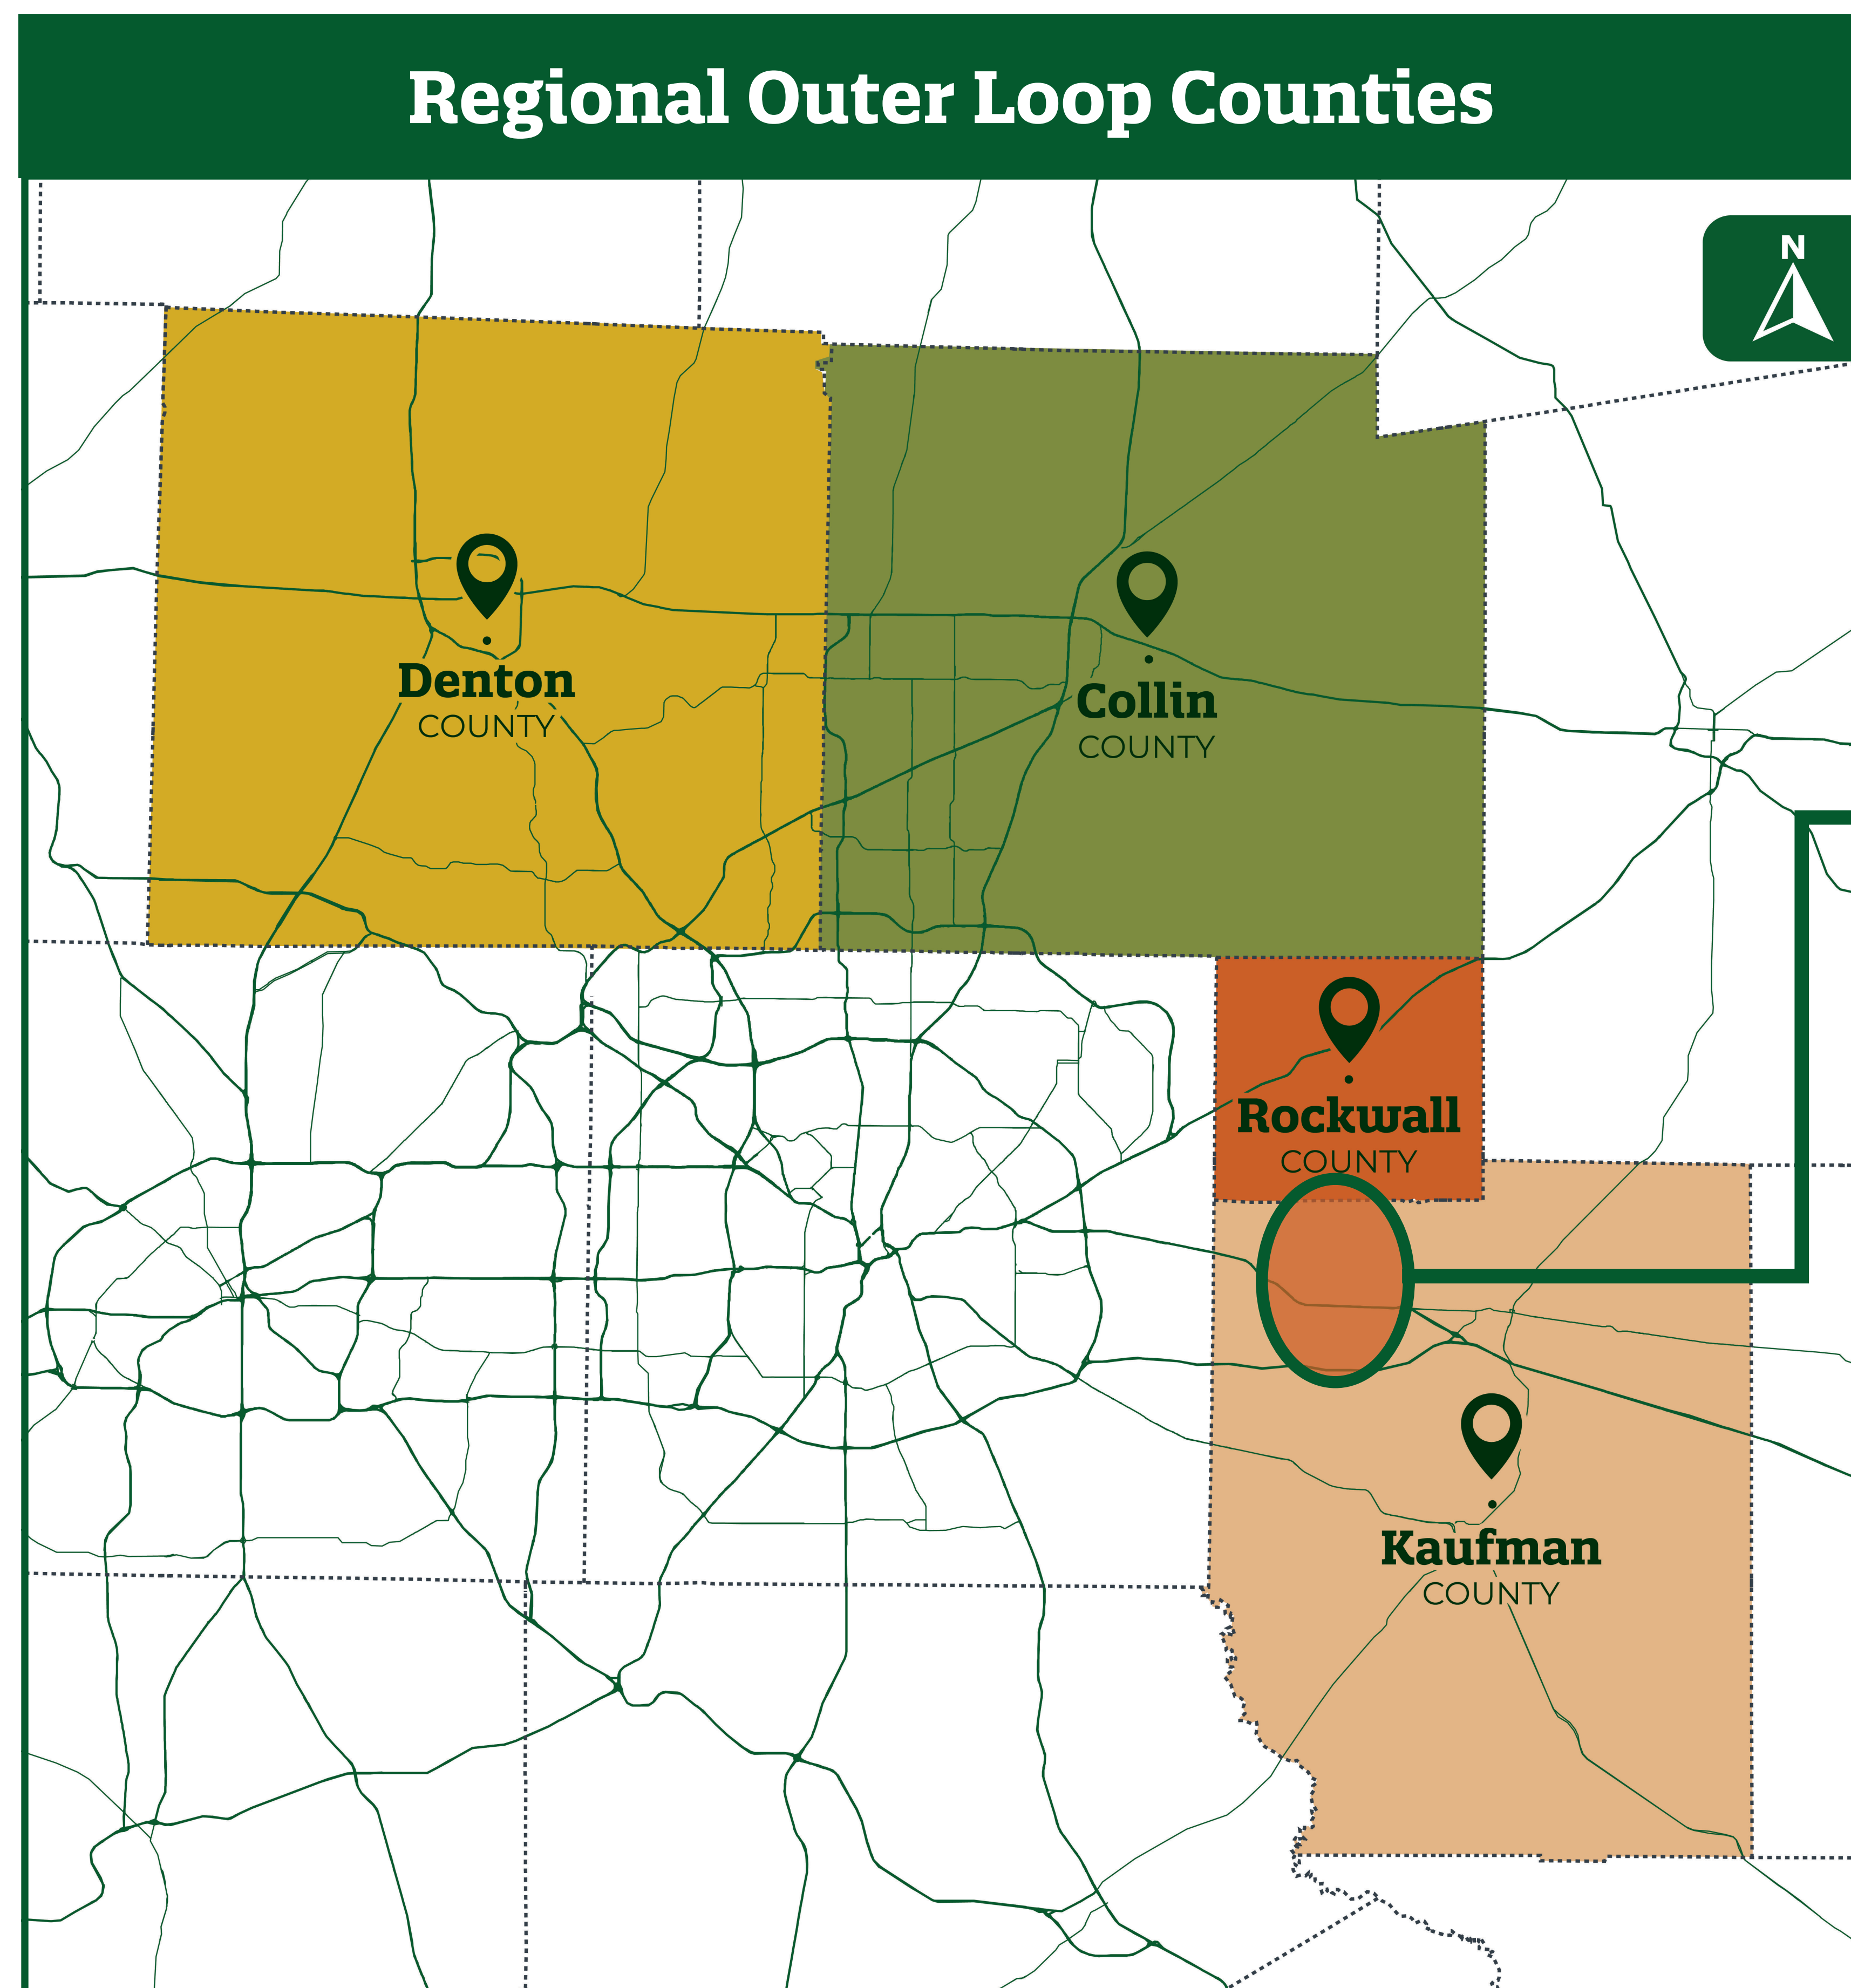 Regional Outer Loop Counties
N
Denton
COUNTY
Collin
COUNTY
Rockwall
COUNTY
Kaufman
COUNTY